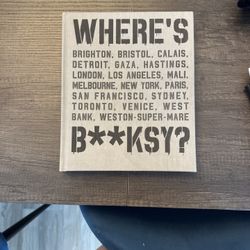 WHERE'S
BRIGHTON, BRISTOL, CALAIS,
DETROIT, GAZA, HASTINGS,
LONDON, LOS ANGELES, MALI,
MELBOURNE, NEW YORK, PARIS,
SAN FRANCISCO, SYDNEY,
TORONTO, VENICE, WEST
BANK, WESTON-SUPER-MARE
B**KSY?